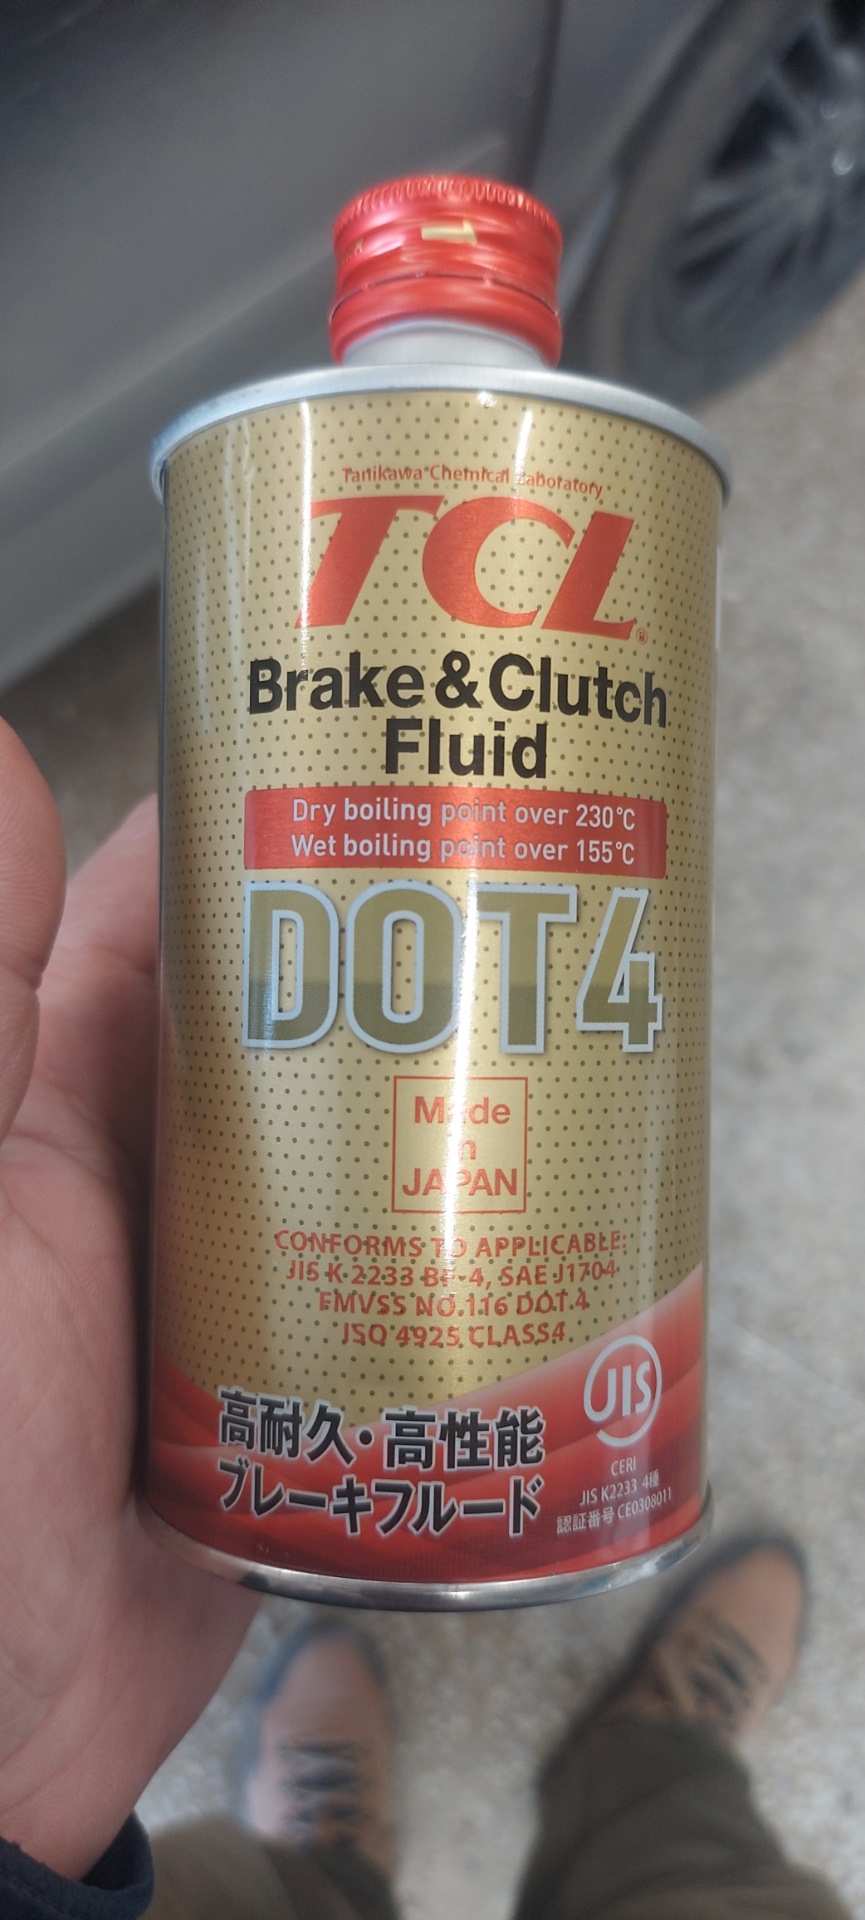 Tanikawa Chemical Laboratory
TCL®
Brake & Clutch
Fluid
Dry boiling point over 230℃
Wet boiling point over 155℃
DOT4
Made
in
JAPAN
CONFORMS TO APPLICABLE:
JIS K 2233 BF-4, SAE J1704
FMVSS NO.116 DOT 4
ISO 4925 CLASS4
高耐久・高性能
ブレーキフルード
JIS
CERI
JIS K2233 4種
認証番号 CE0308011